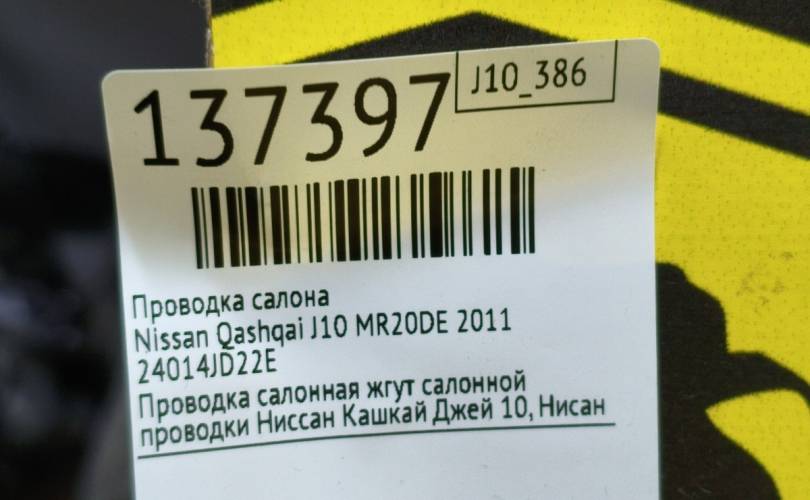 137397
J10_386
Проводка салона
Nissan Qashqai J10 MR20DE 2011
24014JD22E
Проводка салонная жгут салонной
проводки Ниссан Кашкай Джей 10, Нисан